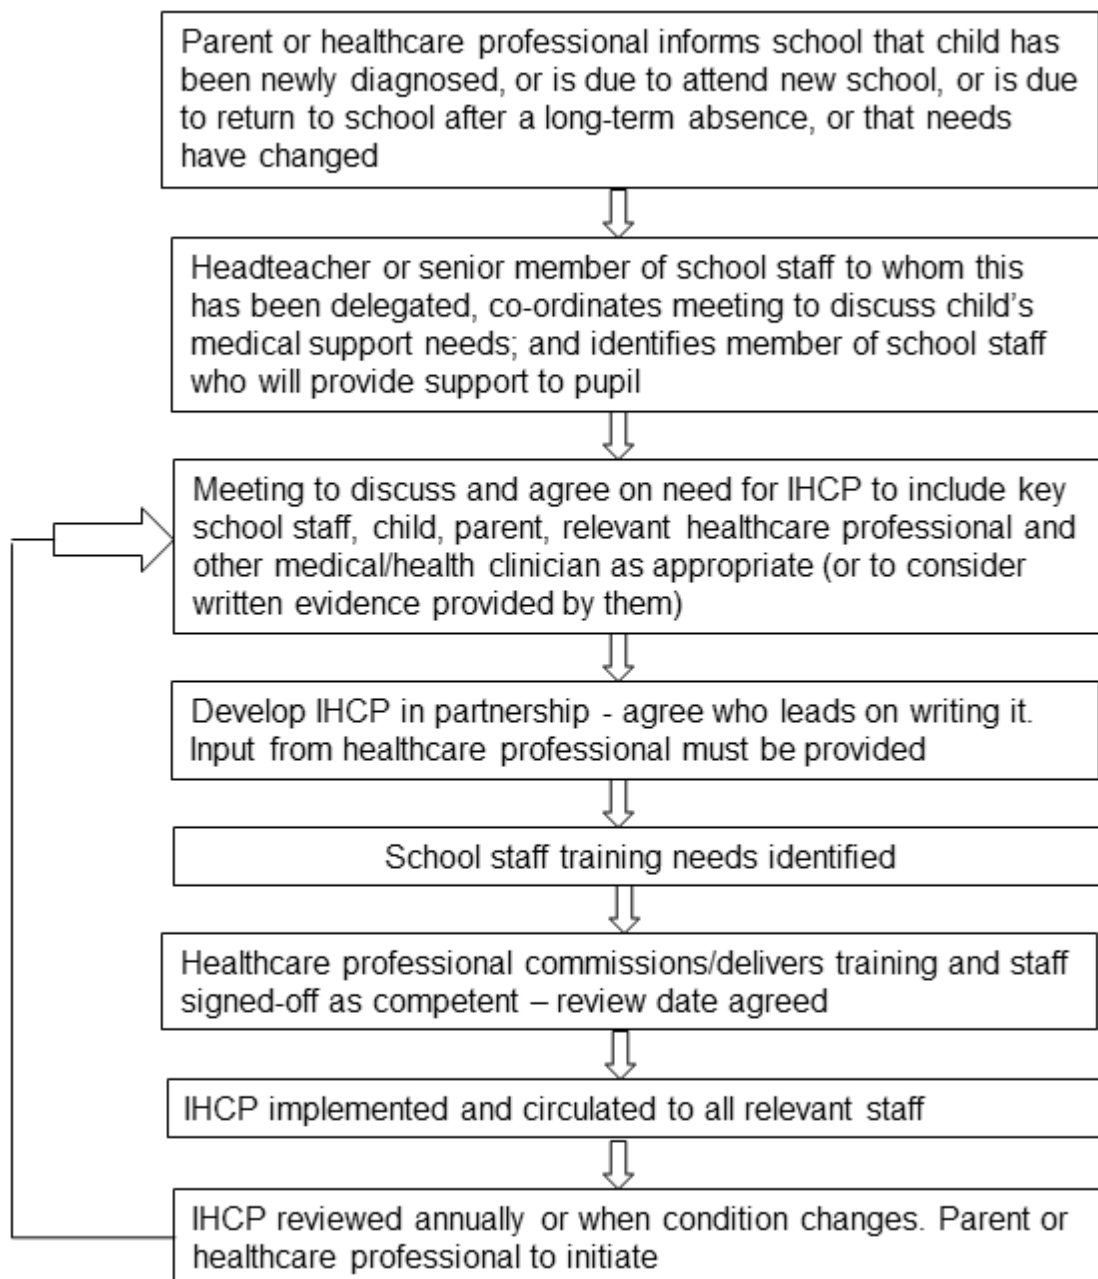 Parent or healthcare professional informs school that child has
been newly diagnosed, or is due to attend new school, or is due
to return to school after a long-term absence, or that needs
have changed
Headteacher or senior member of school staff to whom this
has been delegated, co-ordinates meeting to discuss child's
medical support needs; and identifies member of school staff
who will provide support to pupil
Meeting to discuss and agree on need for IHCP to include key
school staff, child, parent, relevant healthcare professional and
other medical/health clinician as appropriate (or to consider
written evidence provided by them)
Develop IHCP in partnership - agree who leads on writing it.
Input from healthcare professional must be provided
School staff training needs identified
Healthcare professional commissions/delivers training and staff
signed-off as competent – review date agreed
IHCP implemented and circulated to all relevant staff
IHCP reviewed annually or when condition changes. Parent or
healthcare professional to initiate